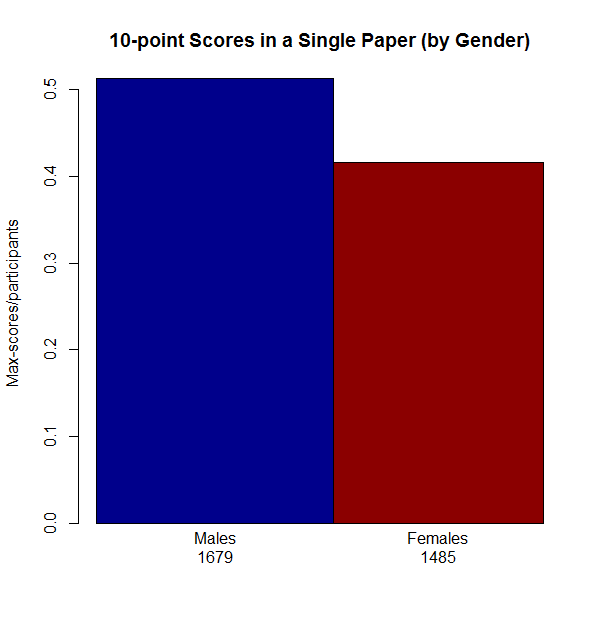 10-point Scores in a Single Paper (by Gender)
Max-scores/participants
0.5
0.4
0.3
0.2
0.1
0.0
Males
Females
1679
1485